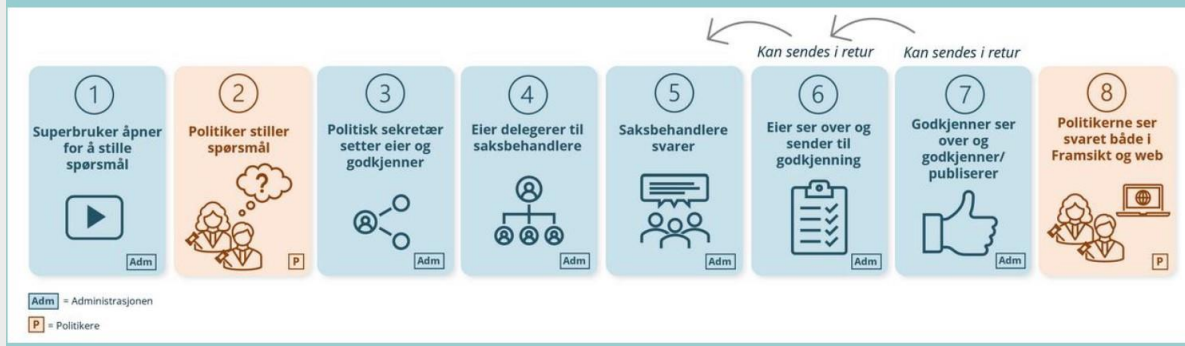 Kan sendes i retur
Kan sendes i retur
1
Superbruker åpner
for å stille
spørsmål
Adm
2
Politiker stiller
spørsmål
?
P
3
Politisk sekretær
setter eier og
godkjenner
Adm
4
Eier delegerer til
saksbehandlere
Adm
5
Saksbehandlere
svarer
Adm
6
Eier ser over og
sender til
godkjenning
Adm
7
Godkjenner ser
over og
godkjenner/
publiserer
Adm
8
Politikerne ser
svaret både i
Framsikt og web
P
Adm = Administrasjonen
P = Politikere